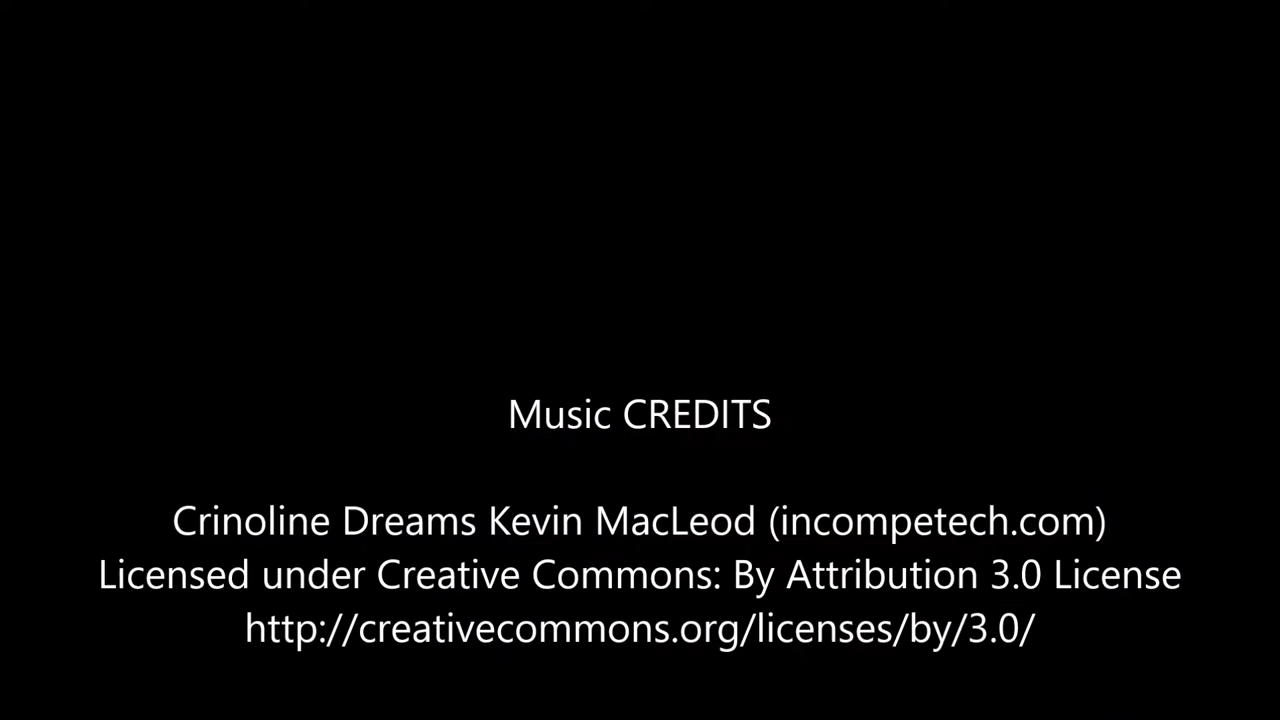 Music CREDITS
Crinoline Dreams Kevin MacLeod (incompetech.com)
Licensed under Creative Commons: By Attribution 3.0 License
http://creativecommons.org/licenses/by/3.0/